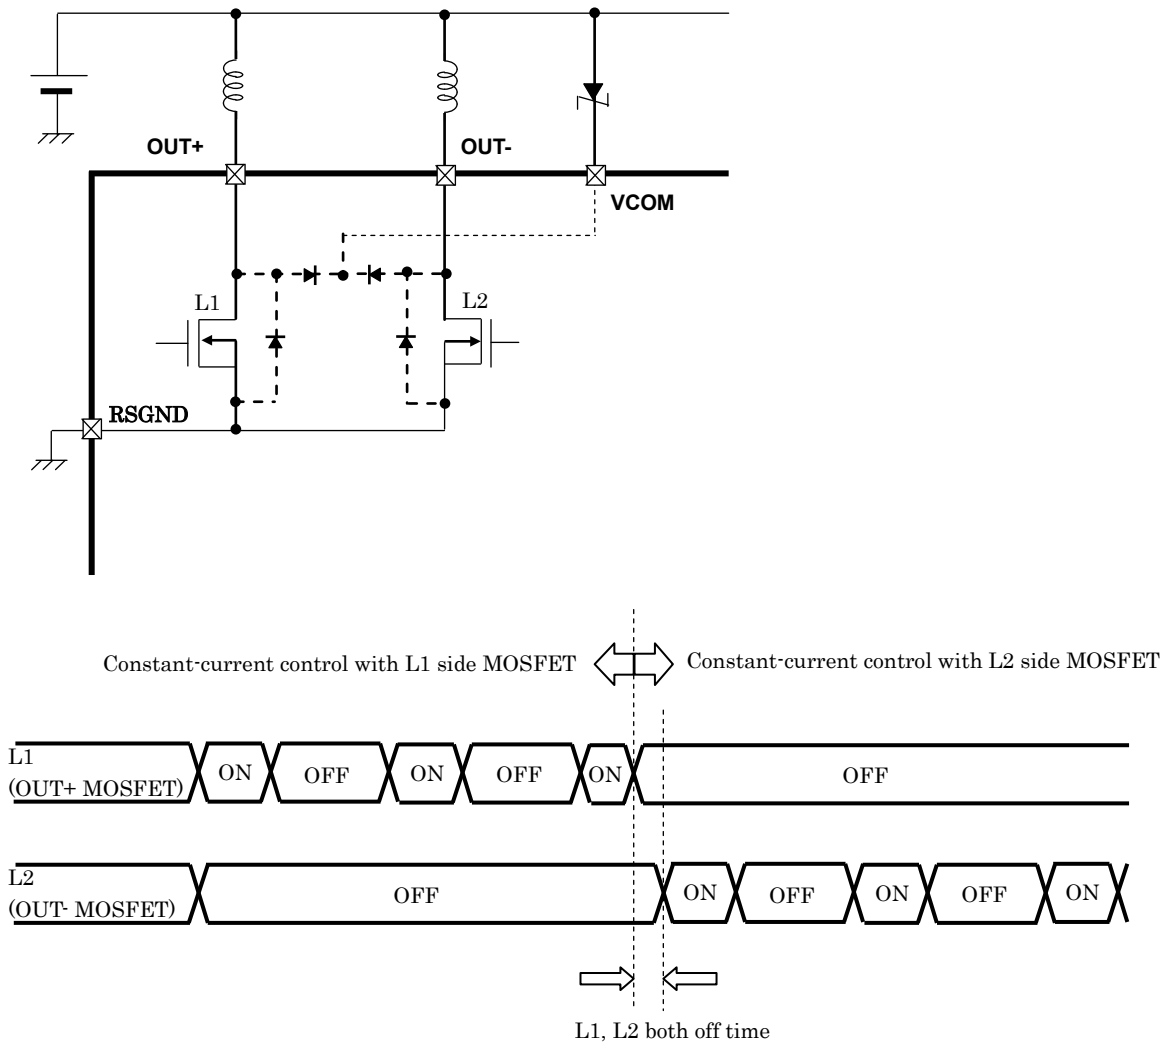 OUT+
OUT-
VCOM
L1
L2
RSGND
Constant-current control with L1 side MOSFET
Constant-current control with L2 side MOSFET
L1
(OUT+ MOSFET)
ON
OFF
ON
OFF
ON
OFF
L2
(OUT- MOSFET)
OFF
ON
OFF
ON
OFF
ON
L1, L2 both off time